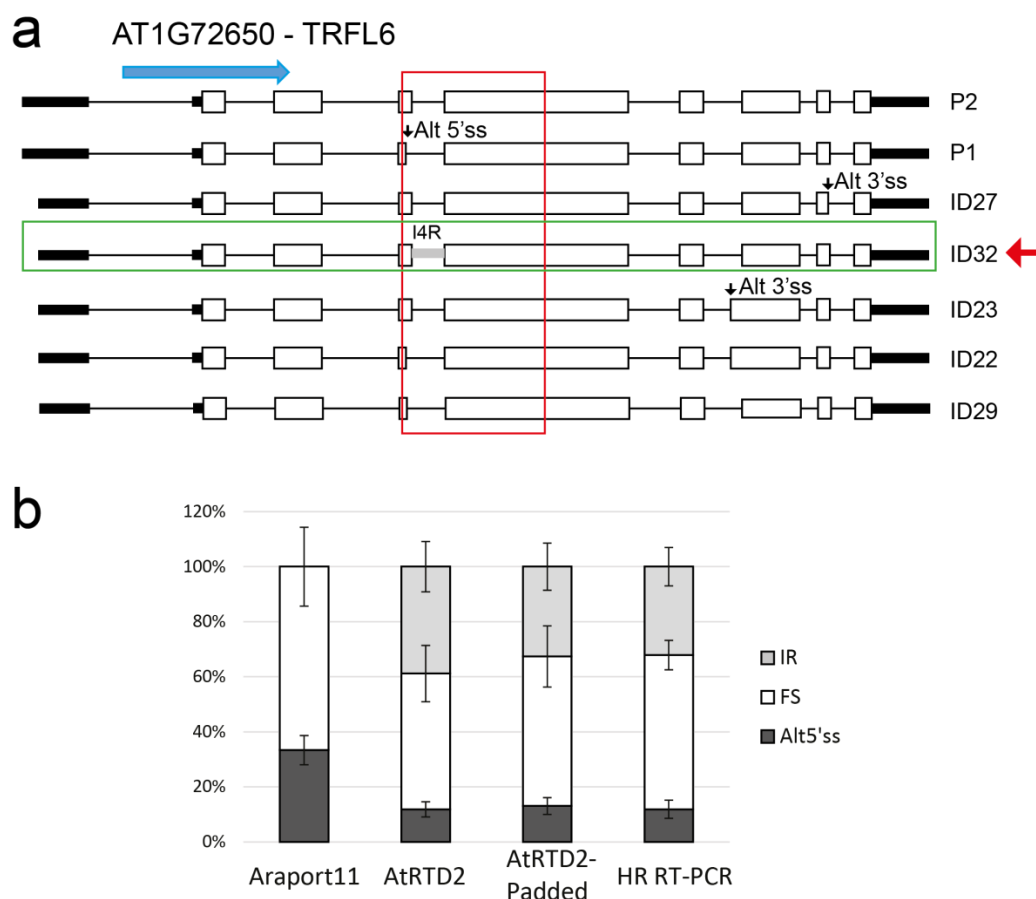 a
AT1G72650 - TRFL6
P2
Alt 5'ss
P1
Alt 3'ss
ID27
I4R
ID32
Alt 3'ss
ID23
ID22
ID29
b
120%
100%
80%
60%
40%
20%
0%
IR
FS
Alt5'ss
Araport11 AtRTD2 AtRTD2- HR RT-PCR
Padded